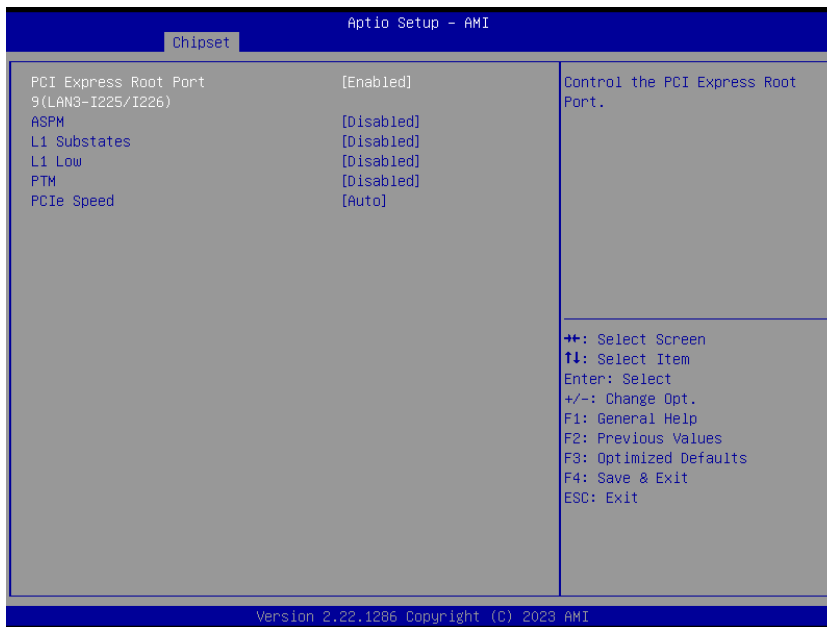 Aptio Setup – AMI
Chipset
PCI Express Root Port [Enabled]
9(LAN3-I225/I226)
ASPM [Disabled]
L1 Substates [Disabled]
L1 Low [Disabled]
PTM [Disabled]
PCIe Speed [Auto]
Control the PCI Express Root
Port.
→←: Select Screen
↑↓: Select Item
Enter: Select
+/-: Change Opt.
F1: General Help
F2: Previous Values
F3: Optimized Defaults
F4: Save & Exit
ESC: Exit
Version 2.22.1286 Copyright (C) 2023 AMI